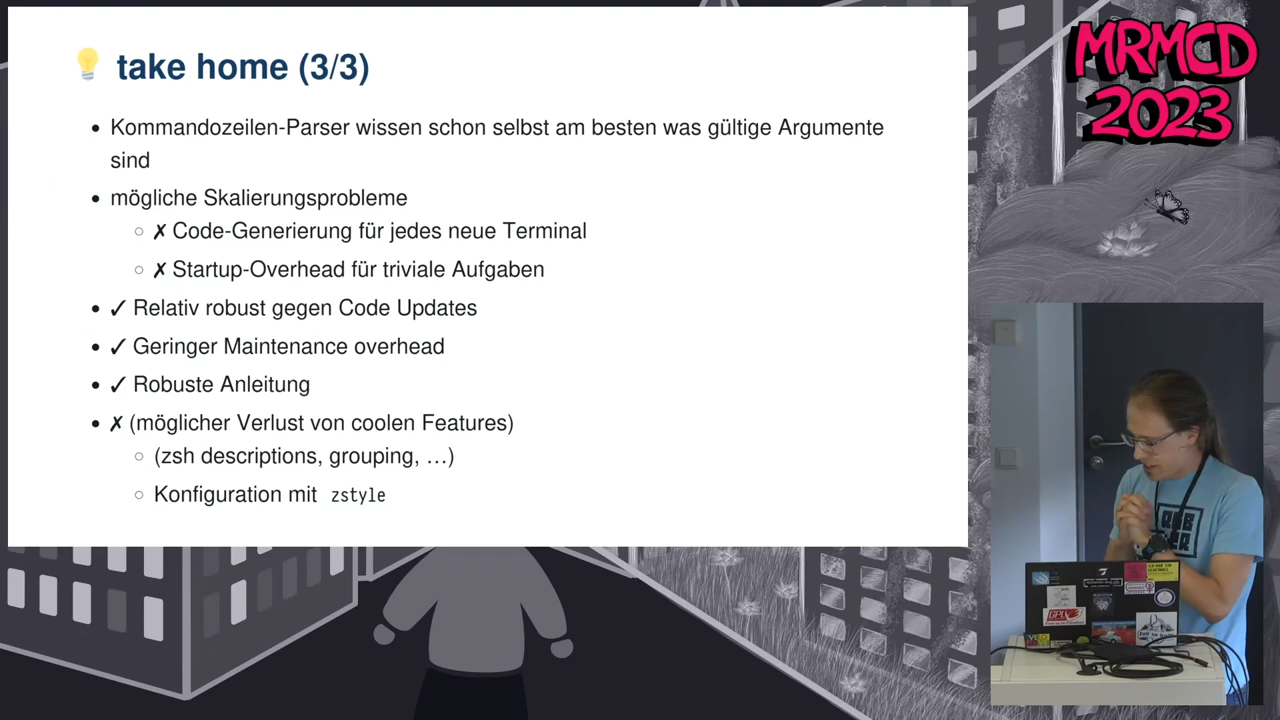 take home (3/3)
Kommandozeilen-Parser wissen schon selbst am besten was gültige Argumente
sind
mögliche Skalierungsprobleme
✗ Code-Generierung für jedes neue Terminal
✗ Startup-Overhead für triviale Aufgaben
✓ Relativ robust gegen Code Updates
✓ Geringer Maintenance overhead
✓ Robuste Anleitung
✗ (möglicher Verlust von coolen Features)
(zsh descriptions, grouping, …)
Konfiguration mit zstyle
MRMCD
2023